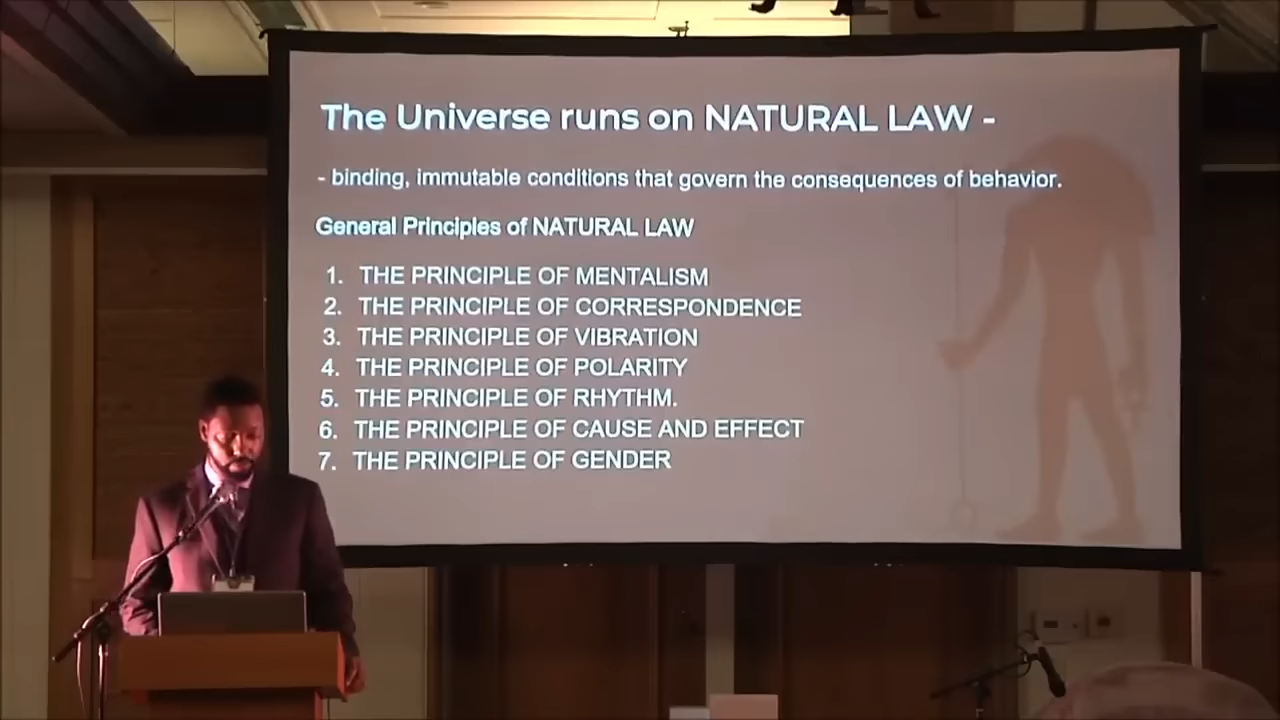 The Universe runs on NATURAL LAW -
- binding, immutable conditions that govern the consequences of behavior.
General Principles of NATURAL LAW
1. THE PRINCIPLE OF MENTALISM
2. THE PRINCIPLE OF CORRESPONDENCE
3. THE PRINCIPLE OF VIBRATION
4. THE PRINCIPLE OF POLARITY
5. THE PRINCIPLE OF RHYTHM.
6. THE PRINCIPLE OF CAUSE AND EFFECT
7. THE PRINCIPLE OF GENDER